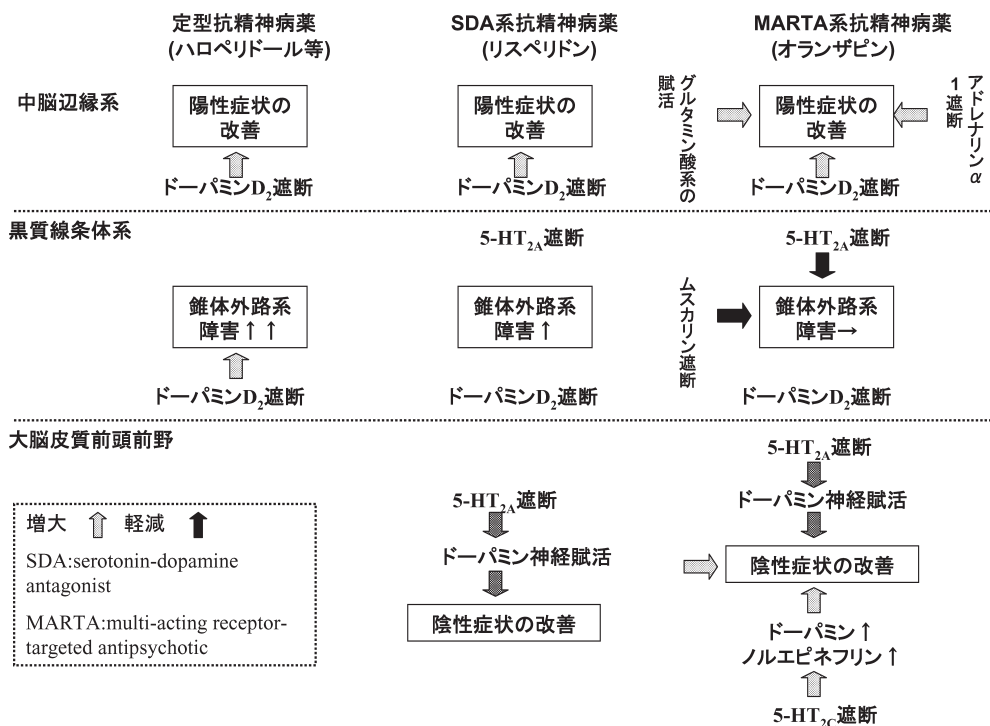 定型抗精神病薬
(ハロペリドール等)
SDA系抗精神病薬
(リスペリドン)
MARTA系抗精神病薬
(オランザピン)
中脳辺縁系
陽性症状の
改善
ドーパミンD2遮断
陽性症状の
改善
ドーパミンD2遮断
グルタミン酸系の
賦活
陽性症状の
改善
アドレナリンα
1遮断
ドーパミンD2遮断
黒質線条体系
錐体外路系
障害↑↑
ドーパミンD2遮断
5-HT2A遮断
錐体外路系
障害↑
ドーパミンD2遮断
5-HT2A遮断
ムスカリン遮断
錐体外路系
障害→
ドーパミンD2遮断
大脳皮質前頭前野
5-HT2A遮断
ドーパミン神経賦活
陰性症状の改善
5-HT2A遮断
ドーパミン神経賦活
陰性症状の改善
ドーパミン↑
ノルエピネフリン↑
5-HT2C遮断
増大 軽減
SDA:serotonin-dopamine
antagonist
MARTA:multi-acting receptor-
targeted antipsychotic